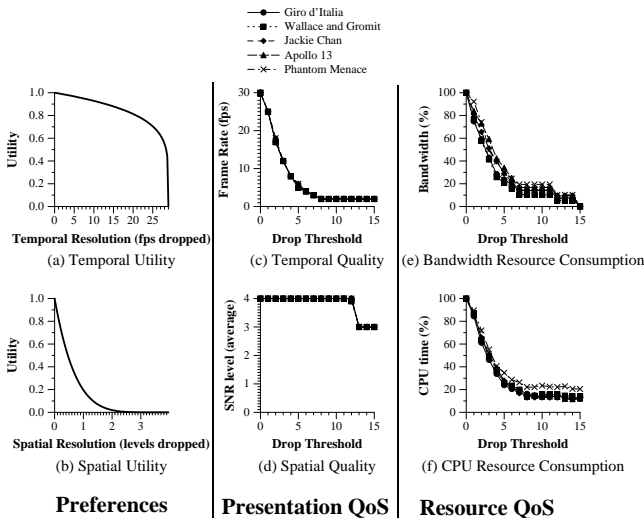 Giro d'Italia
Wallace and Gromit
Jackie Chan
Apollo 13
Phantom Menace
1.0
0.8
0.6
0.4
0.2
0.0
Utility
0 5 10 15 20 25
Temporal Resolution (fps dropped)
(a) Temporal Utility
30
20
10
0
Frame Rate (fps)
0 5 10 15
Drop Threshold
(c) Temporal Quality
100
80
60
40
20
0
Bandwidth (%)
0 5 10 15
Drop Threshold
(e) Bandwidth Resource Consumption
1.0
0.8
0.6
0.4
0.2
0.0
Utility
0 1 2 3
Spatial Resolution (levels dropped)
(b) Spatial Utility
4
3
2
1
0
SNR level (average)
0 5 10 15
Drop Threshold
(d) Spatial Quality
100
80
60
40
20
0
CPU time (%)
0 5 10 15
Drop Threshold
(f) CPU Resource Consumption
Preferences
Presentation QoS
Resource QoS